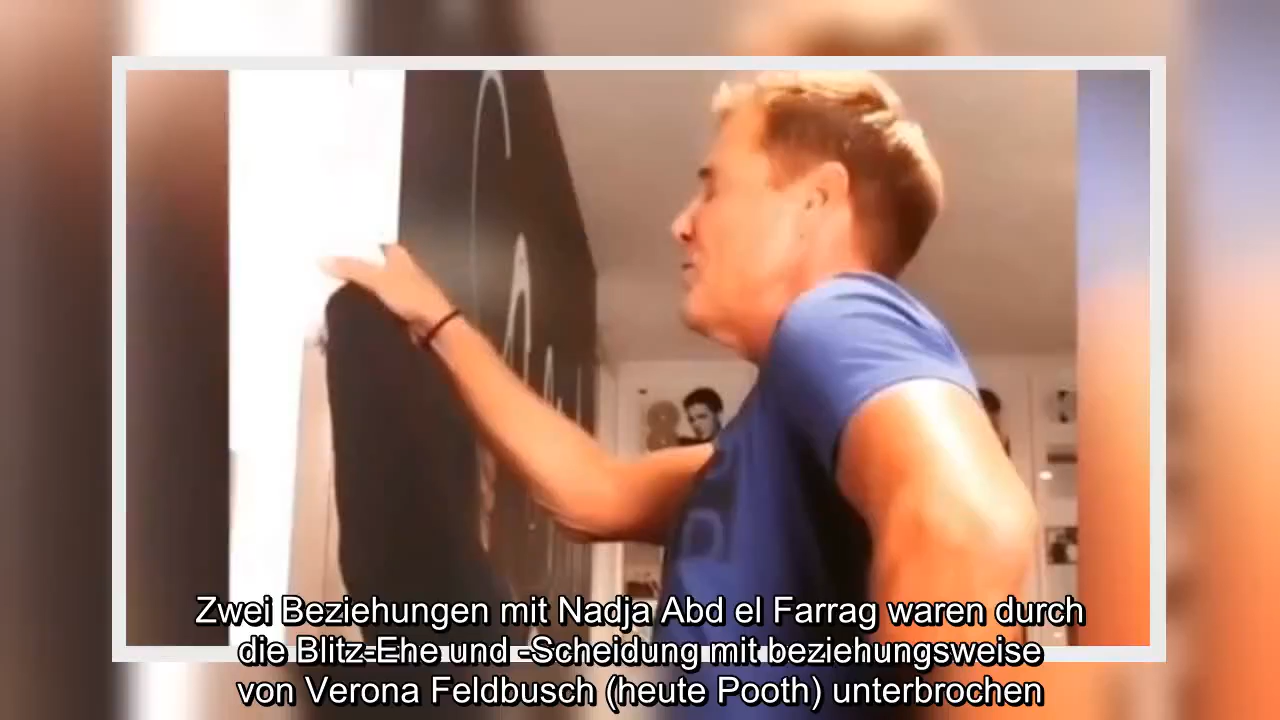 Zwei Beziehungen mit Nadja Abd el Farrag waren durch
die Blitz-Ehe und -Scheidung mit beziehungsweise
von Verona Feldbusch (heute Pooth) unterbrochen